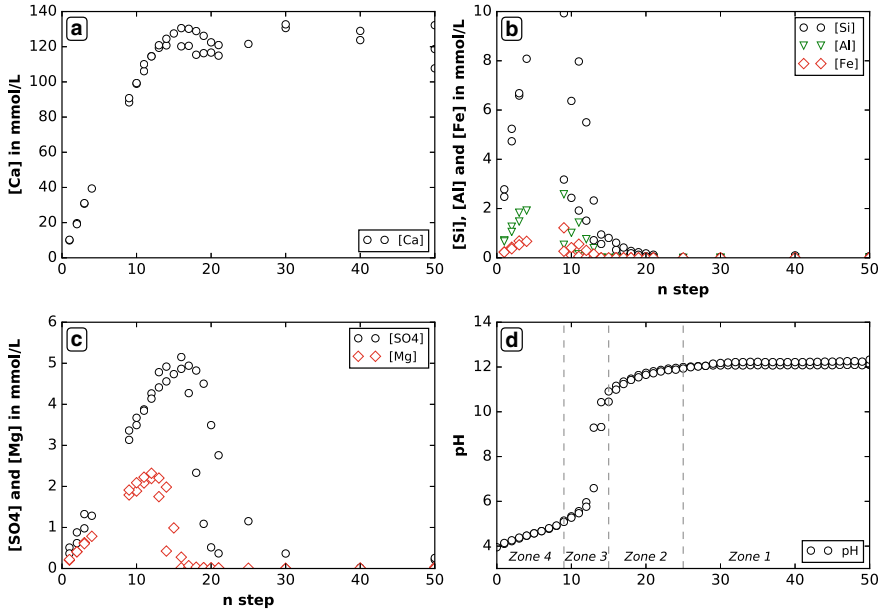 a
[Ca] in mmol/L
140
120
100
80
60
40
20
0
0 10 20 30 40 50
[Ca]
b
[Si], [Al] and [Fe] in mmol/L
10
8
6
4
2
0
0 10 20 30 40 50
n step
[Si]
[Al]
[Fe]
c
[SO4] and [Mg] in mmol/L
6
5
4
3
2
1
0
0 10 20 30 40 50
n step
[SO4]
[Mg]
d
pH
14
12
10
8
6
4
0 10 20 30 40 50
n step
Zone 4 Zone 3 Zone 2 Zone 1
pH